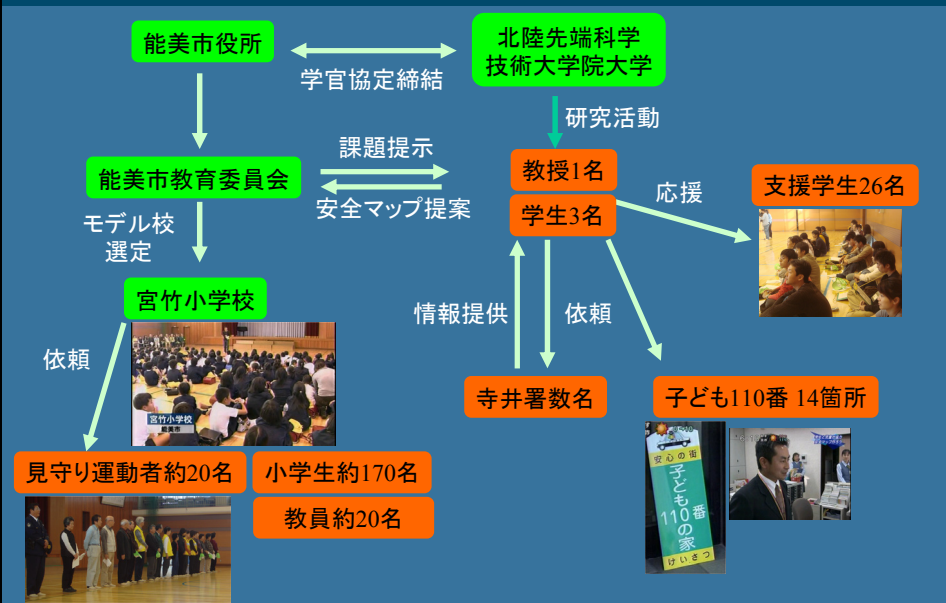 能美市役所
北陸先端科学
技術大学院大学
学官協定締結
研究活動
課題提示
能美市教育委員会
安全マップ提案
教授1名
学生3名
応援
支援学生26名
モデル校
選定
宮竹小学校
情報提供
依頼
依頼
宮竹小学校
能美市
寺井署数名
子ども110番 14箇所
見守り運動者約20名
小学生約170名
教員約20名
安心の街
子ども
110番
の家
けいさつ